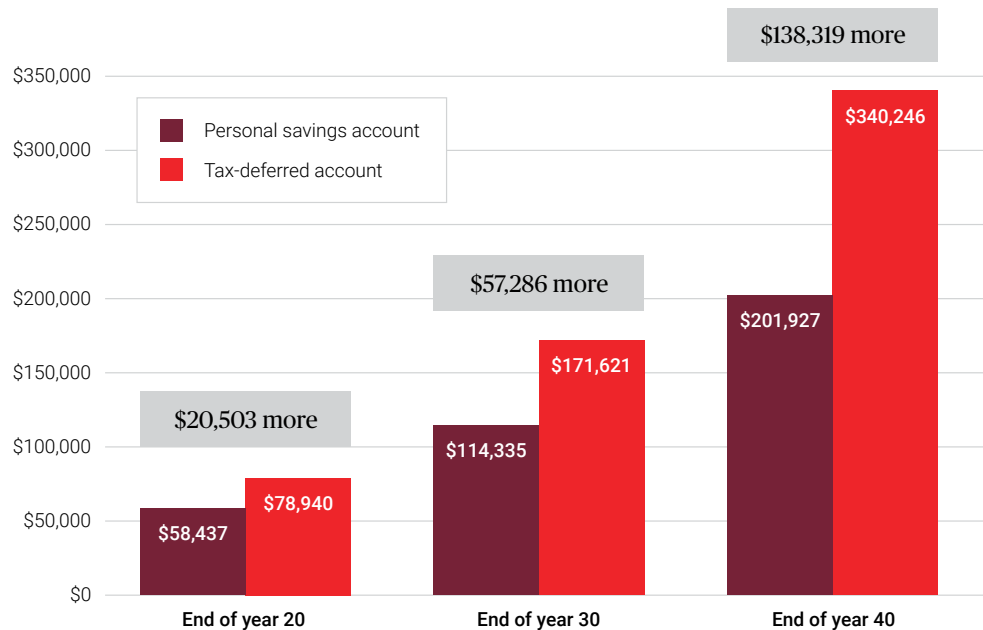 $138,319 more
$350,000
Personal savings account
$340,246
$300,000
Tax-deferred account
$250,000
$57,286 more
$200,000
$201,927
$171,621
$150,000
$20,503 more
$114,335
$100,000
$78,940
$50,000
$58,437
$0
End of year 20
End of year 30
End of year 40